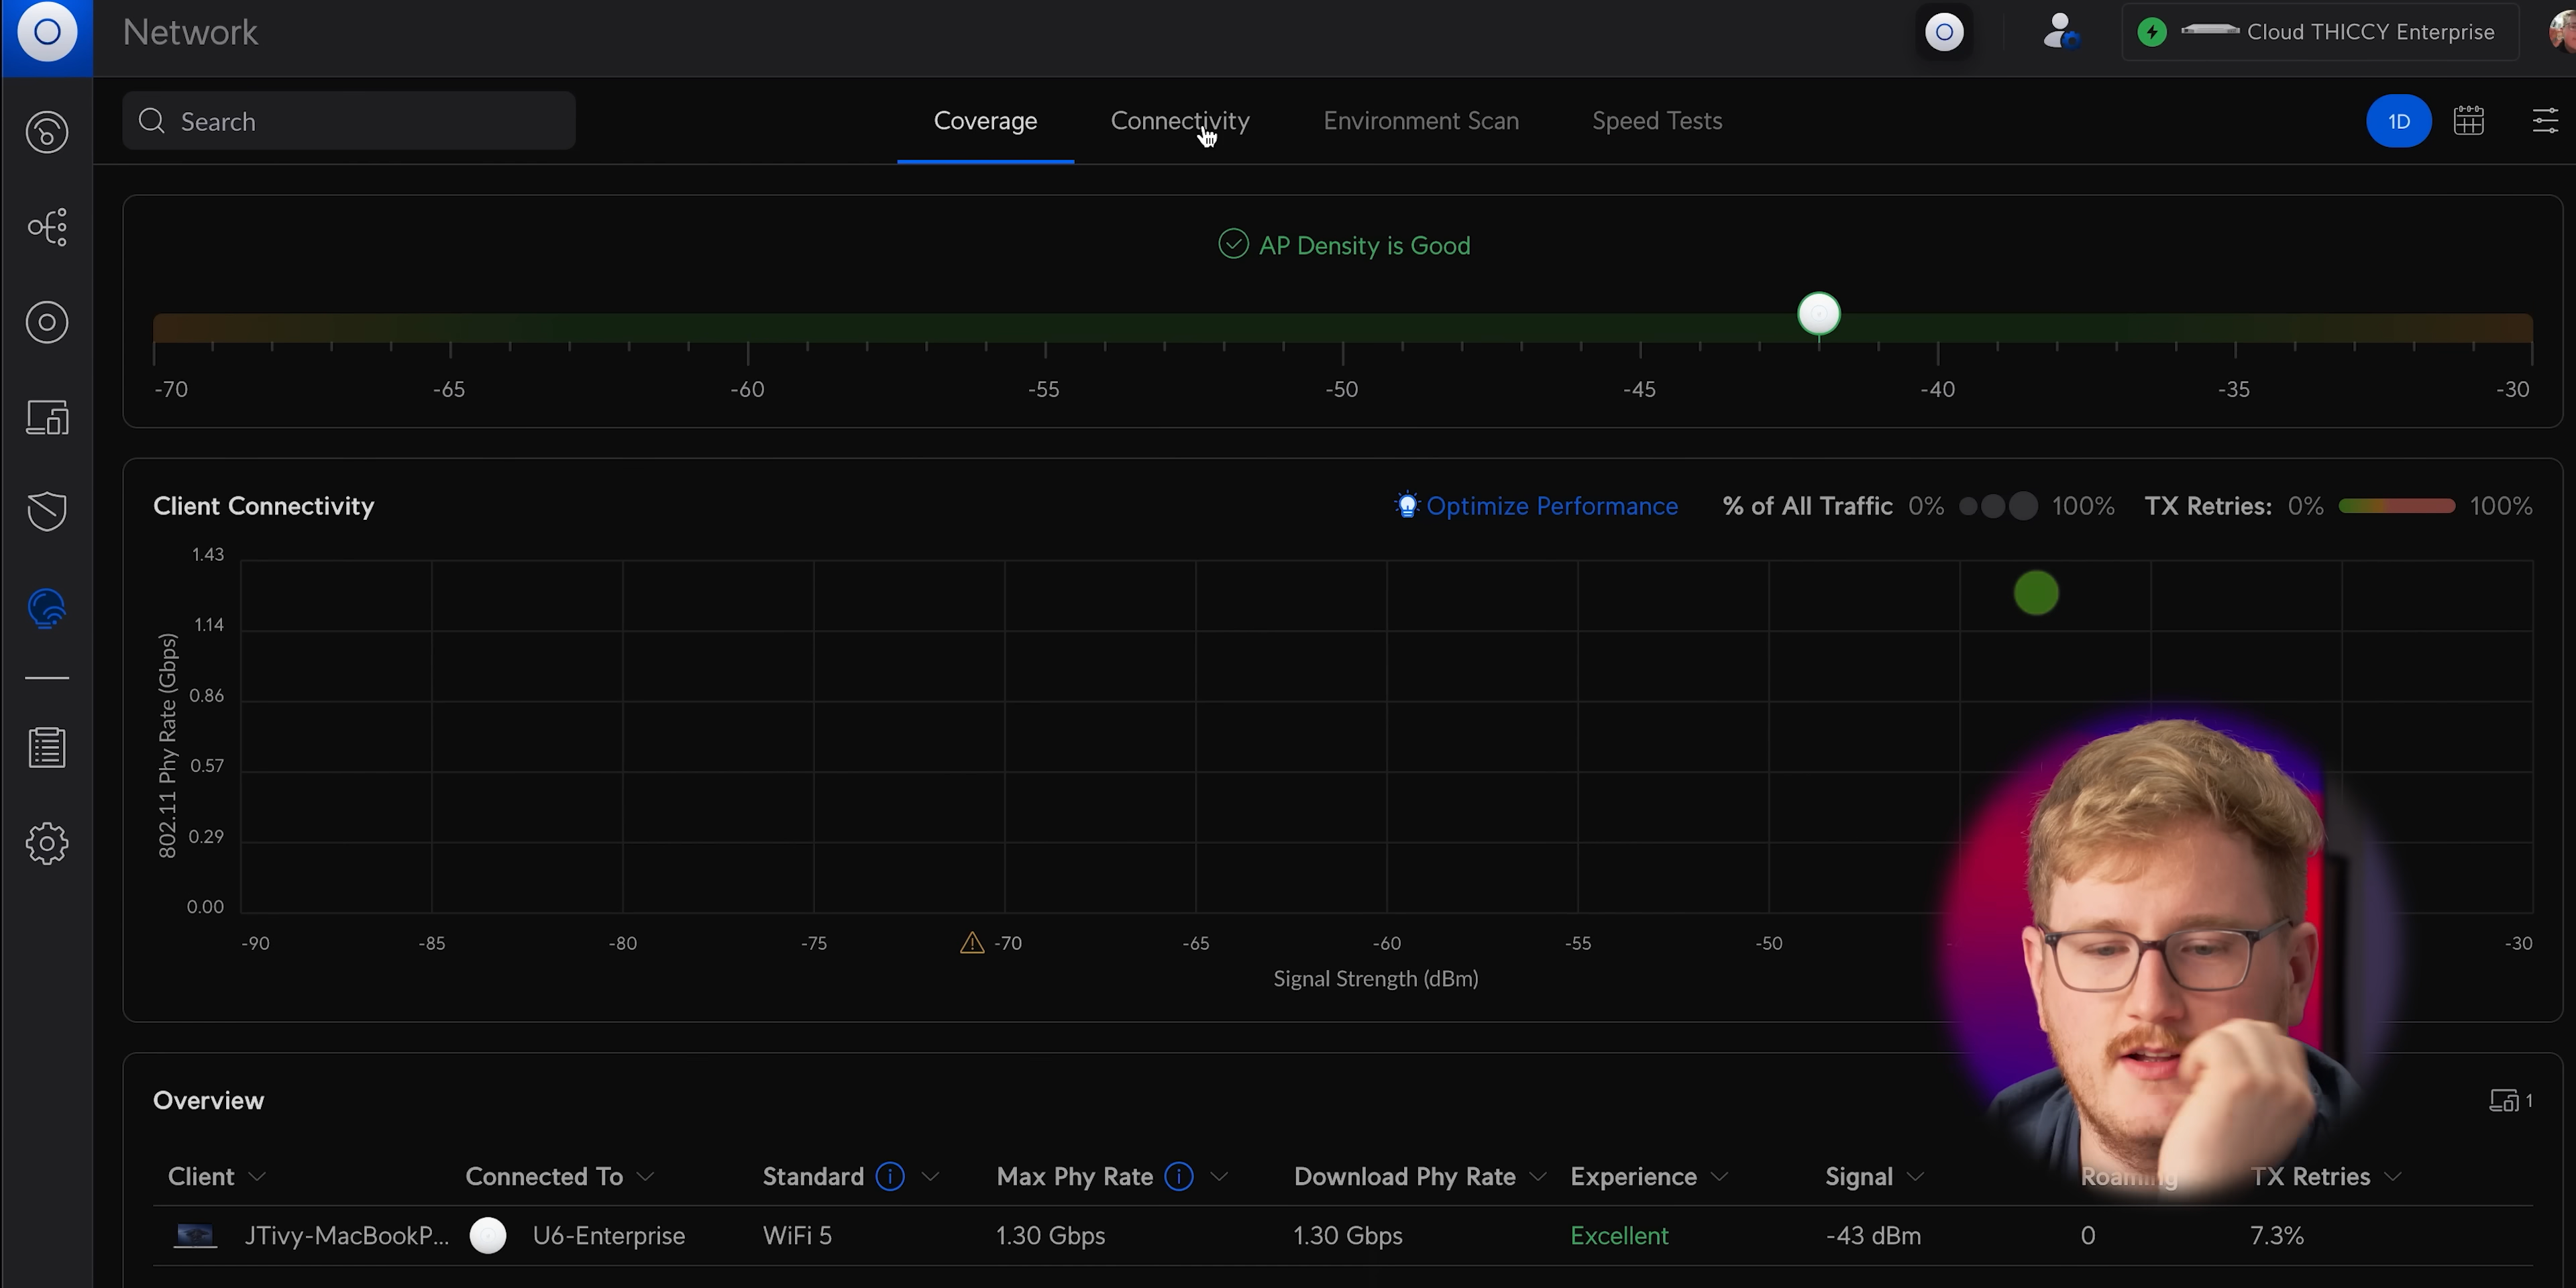 Network
Cloud THICCY Enterprise
Search
Coverage Connectivity Environment Scan Speed Tests
1D
AP Density is Good
-70 -65 -60 -55 -50 -45 -40 -35 -30
Client Connectivity
Optimize Performance % of All Traffic 0% 100% TX Retries: 0% 100%
1.43
1.14
0.86
0.57
0.29
0.00
802.11 Phy Rate (Gbps)
-90 -85 -80 -75 -70 -65 -60 -55 -50 -30
Signal Strength (dBm)
Overview
1
Client Connected To Standard Max Phy Rate Download Phy Rate Experience Signal Roaming TX Retries
JTivy-MacBookP... U6-Enterprise WiFi 5 1.30 Gbps 1.30 Gbps Excellent -43 dBm 0 7.3%